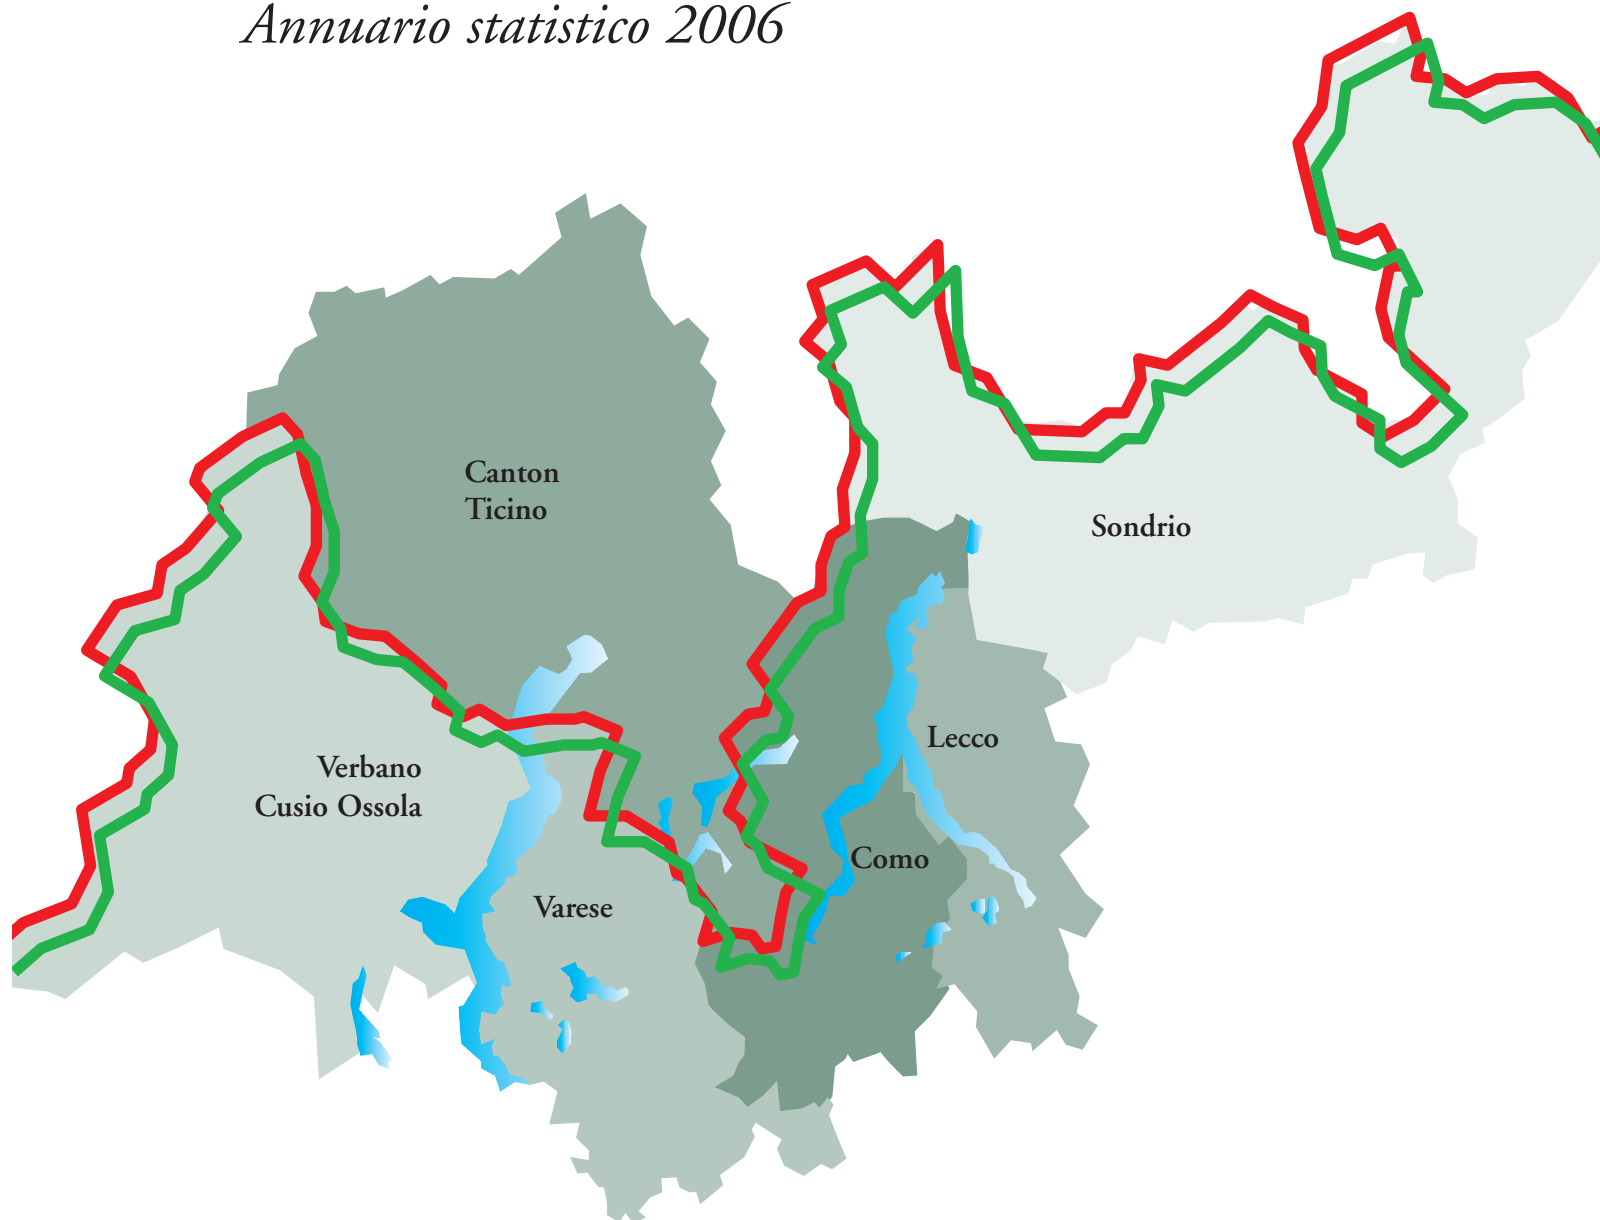 Annuario statistico 2006
Canton
Ticino
Sondrio
Lecco
Verbano
Cusio Ossola
Como
Varese